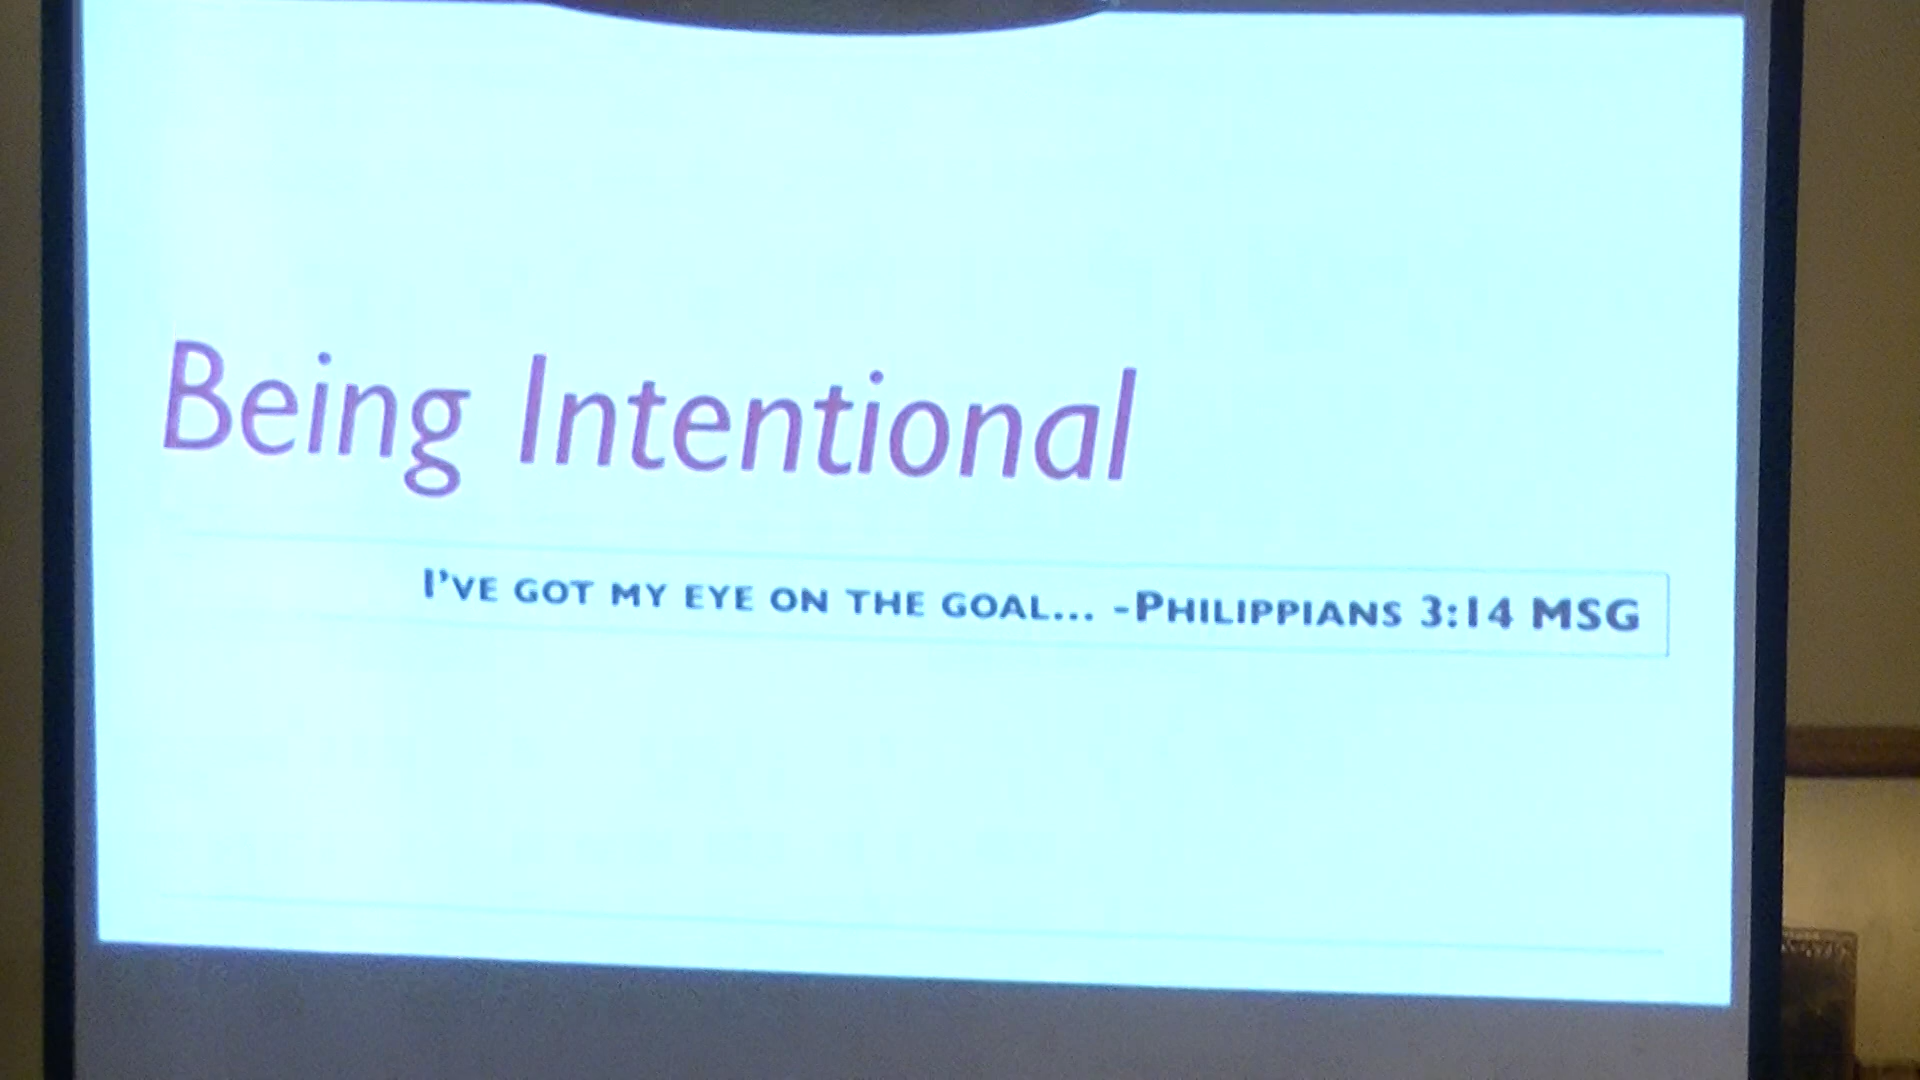 Being Intentional
I'VE GOT MY EYE ON THE GOAL... -PHILIPPIANS 3:14 MSG